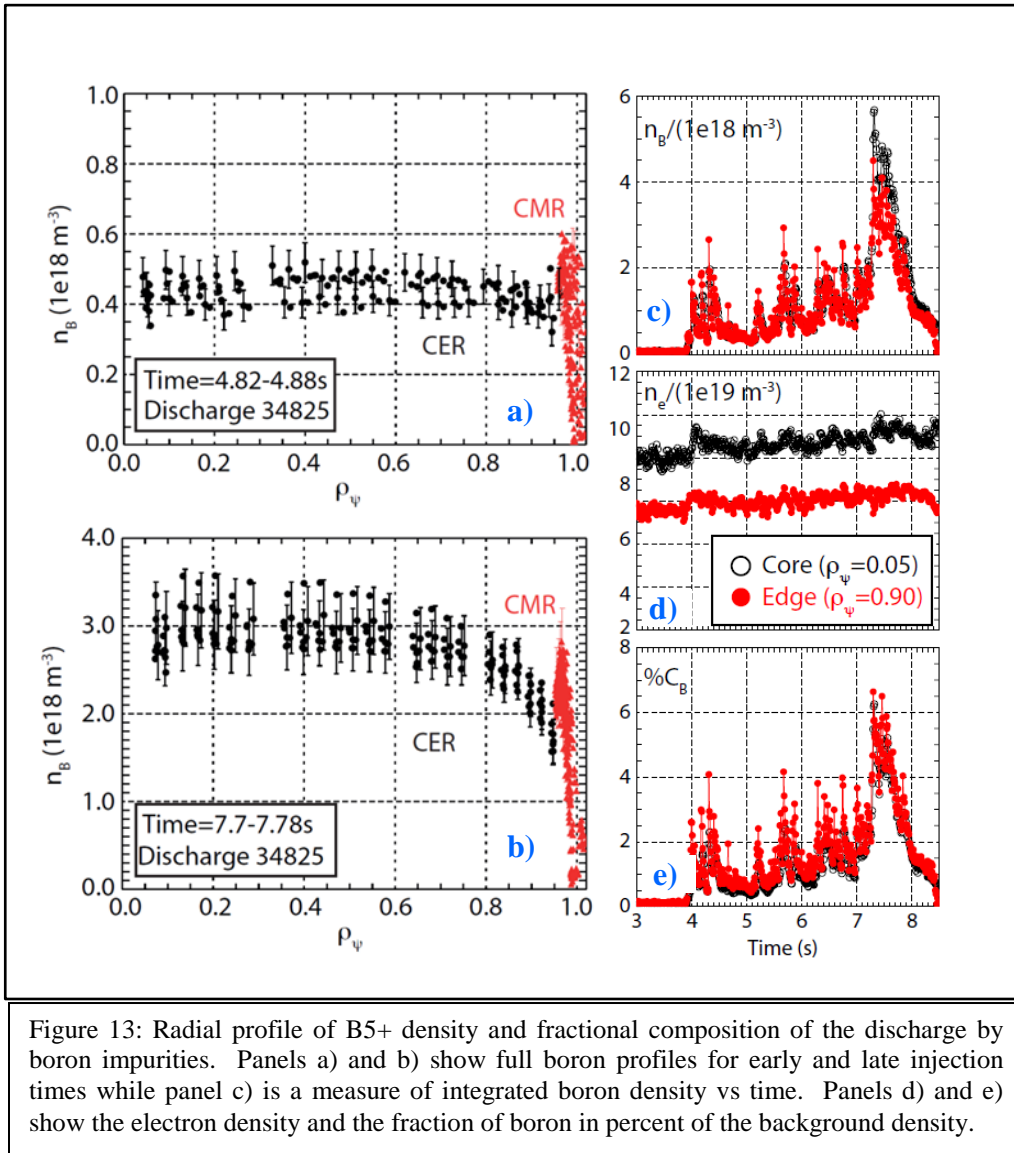 1.0
0.8
0.6
0.4
0.2
0.0
n_B (1e18 m⁻³)
CMR
CER
Time=4.82-4.88s
Discharge 34825
a)
0.0 0.2 0.4 0.6 0.8 1.0
ρ_ψ
4.0
3.0
2.0
1.0
0.0
n_B (1e18 m⁻³)
CMR
CER
Time=7.7-7.78s
Discharge 34825
b)
0.0 0.2 0.4 0.6 0.8 1.0
ρ_ψ
6
4
2
0
n_B/(1e18 m⁻³)
c)
12
10
8
6
4
2
n_e/(1e19 m⁻³)
Core (ρ_ψ=0.05)
Edge (ρ_ψ=0.90)
d)
8
6
4
2
0
%C_B
e)
3 4 5 6 7 8
Time (s)
Figure 13: Radial profile of B5+ density and fractional composition of the discharge by
boron impurities. Panels a) and b) show full boron profiles for early and late injection
times while panel c) is a measure of integrated boron density vs time. Panels d) and e)
show the electron density and the fraction of boron in percent of the background density.